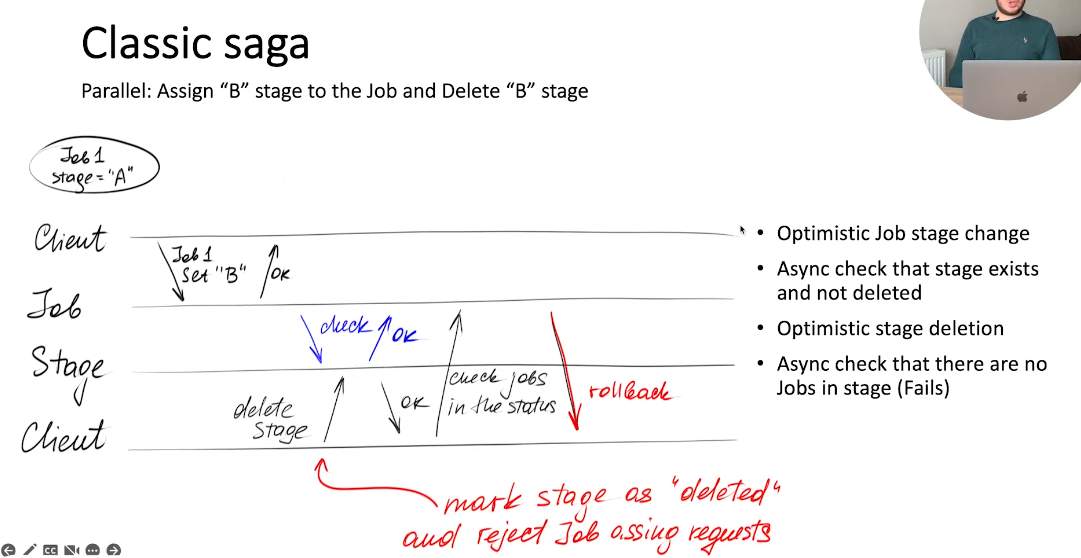 Classic saga
Parallel: Assign “B” stage to the Job and Delete “B” stage
Job 1
stage="A"
Client
Job 1
Set "B"
OK
Job
check
OK
Stage
delete
stage
OK
check jobs
in the status
rollback
Client
mark stage as "deleted"
and reject Job assing requests
• Optimistic Job stage change
• Async check that stage exists
and not deleted
• Optimistic stage deletion
• Async check that there are no
Jobs in stage (Fails)
CC